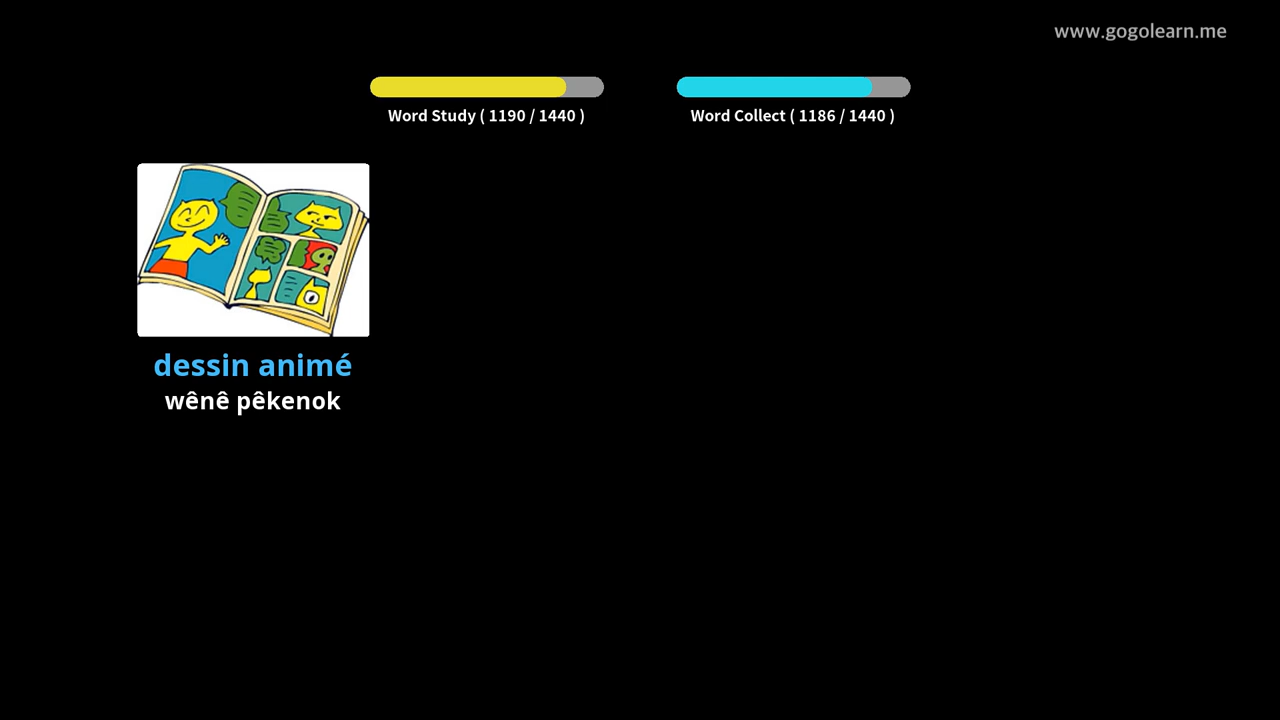 www.gogolearn.me
Word Study ( 1190 / 1440 )
Word Collect ( 1186 / 1440 )
dessin animé
wênê pêkenok